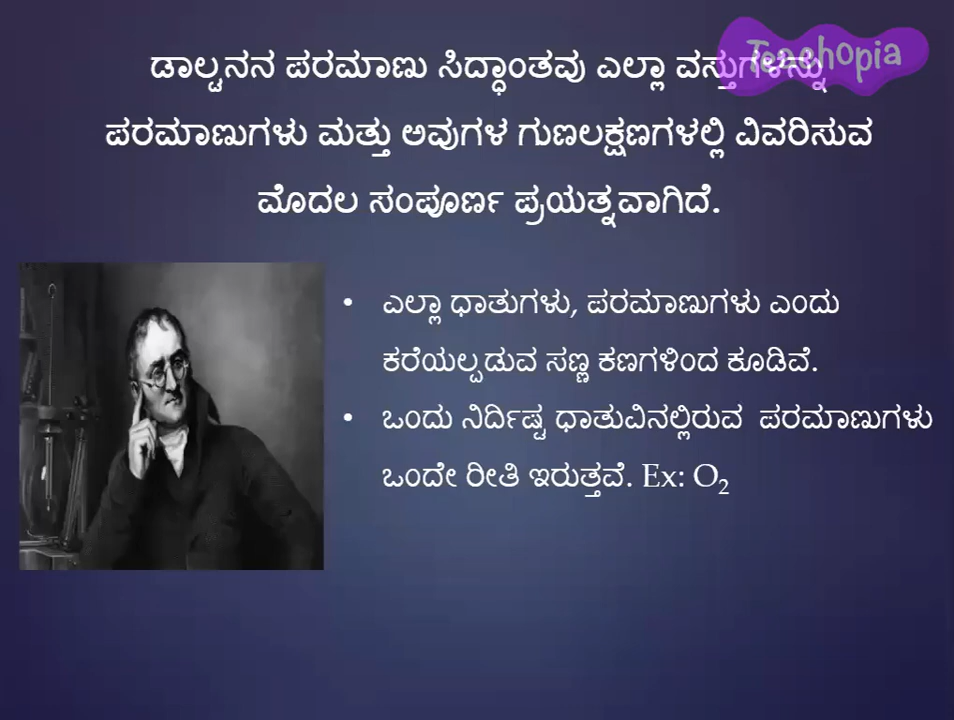 Teachopia
ಡಾಲ್ಟನನ ಪರಮಾಣು ಸಿದ್ಧಾಂತವು ಎಲ್ಲಾ ವಸ್ತುಗಳನ್ನು
ಪರಮಾಣುಗಳು ಮತ್ತು ಅವುಗಳ ಗುಣಲಕ್ಷಣಗಳಲ್ಲಿ ವಿವರಿಸುವ
ಮೊದಲ ಸಂಪೂರ್ಣ ಪ್ರಯತ್ನವಾಗಿದೆ.
• ಎಲ್ಲಾ ಧಾತುಗಳು, ಪರಮಾಣುಗಳು ಎಂದು
ಕರೆಯಲ್ಪಡುವ ಸಣ್ಣ ಕಣಗಳಿಂದ ಕೂಡಿವೆ.
• ಒಂದು ನಿರ್ದಿಷ್ಟ ಧಾತುವಿನಲ್ಲಿರುವ ಪರಮಾಣುಗಳು
ಒಂದೇ ರೀತಿ ಇರುತ್ತವೆ. Ex: O₂